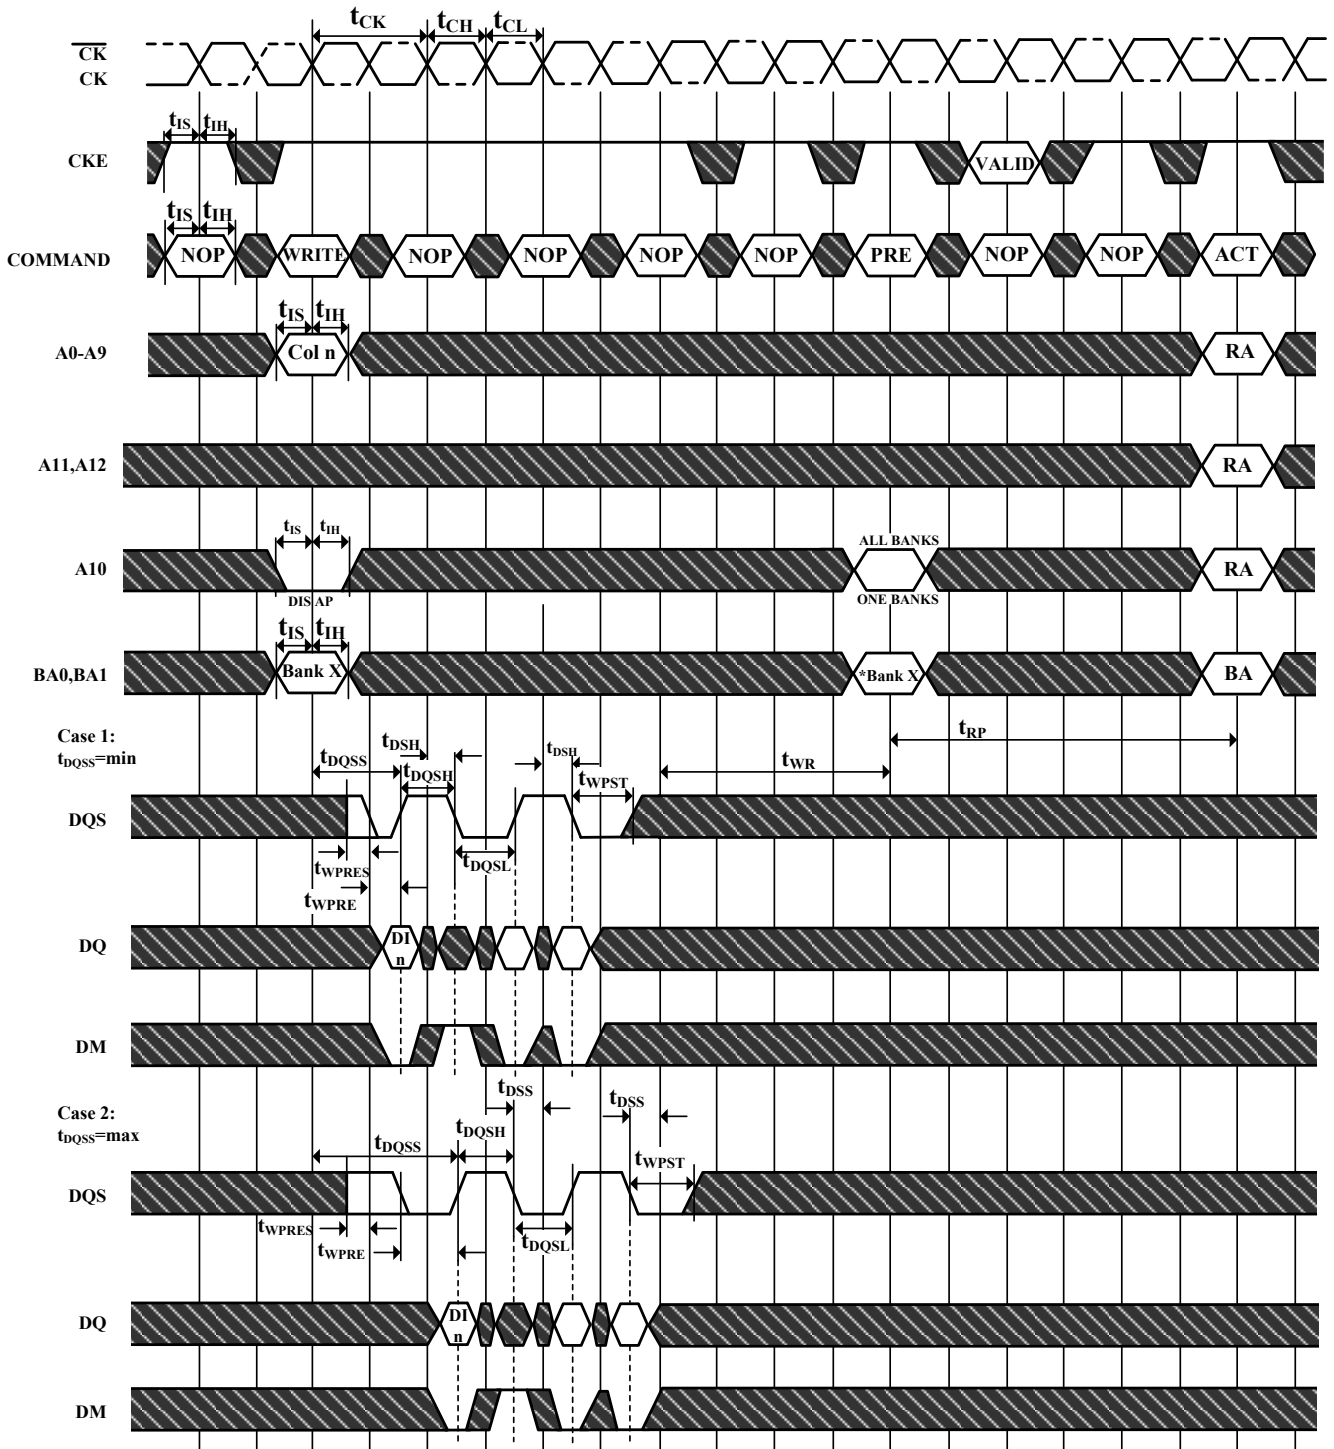 tCK tCH tCL
CK
CK
tIS tIH
CKE VALID
tIS tIH
COMMAND NOP WRITE NOP NOP NOP NOP PRE NOP NOP ACT
tIS tIH
A0-A9 Col n RA
A11,A12 RA
tIS tIH ALL BANKS
A10 RA
DIS AP ONE BANKS
tIS tIH
BA0,BA1 Bank X *Bank X BA
Case 1:
tDQSS=min
tDQSS tDSH tDQSH tDSH tWPST tWR tRP
DQS
tWPRES tDQSL
tWPRE
DQ DI
n
DM
tDSS tDSS
Case 2:
tDQSS=max
tDQSS tDQSH tWPST
DQS
tWPRES tDQSL
tWPRE
DQ DI
n
DM